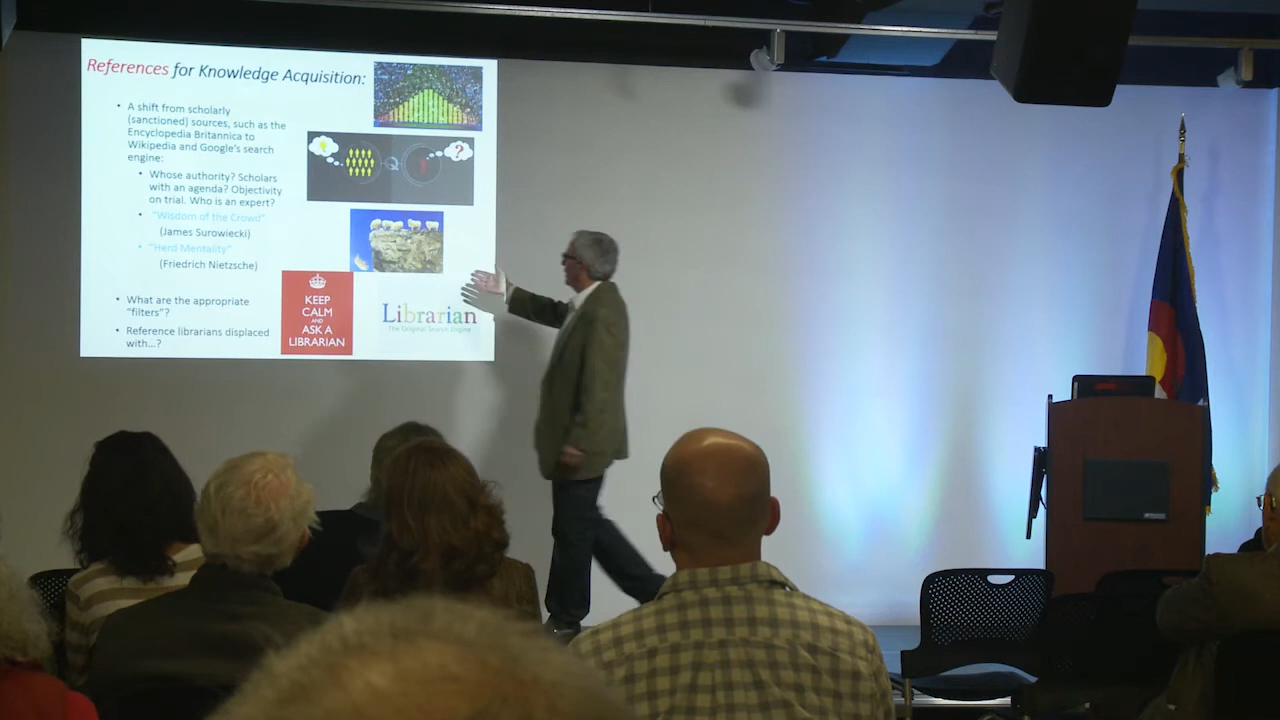 References for Knowledge Acquisition:
• A shift from scholarly
(sanctioned) sources, such as the
Encyclopedia Britannica to
Wikipedia and Google's search
engine:
• Whose authority? Scholars
with an agenda? Objectivity
on trial. Who is an expert?
• "Wisdom of the Crowd"
(James Surowiecki)
• "Herd Mentality"
(Friedrich Nietzsche)
• What are the appropriate
"filters"?
• Reference librarians displaced
with...?
?
KEEP
CALM
AND
ASK A
LIBRARIAN
Librarian
The Original Search Engine